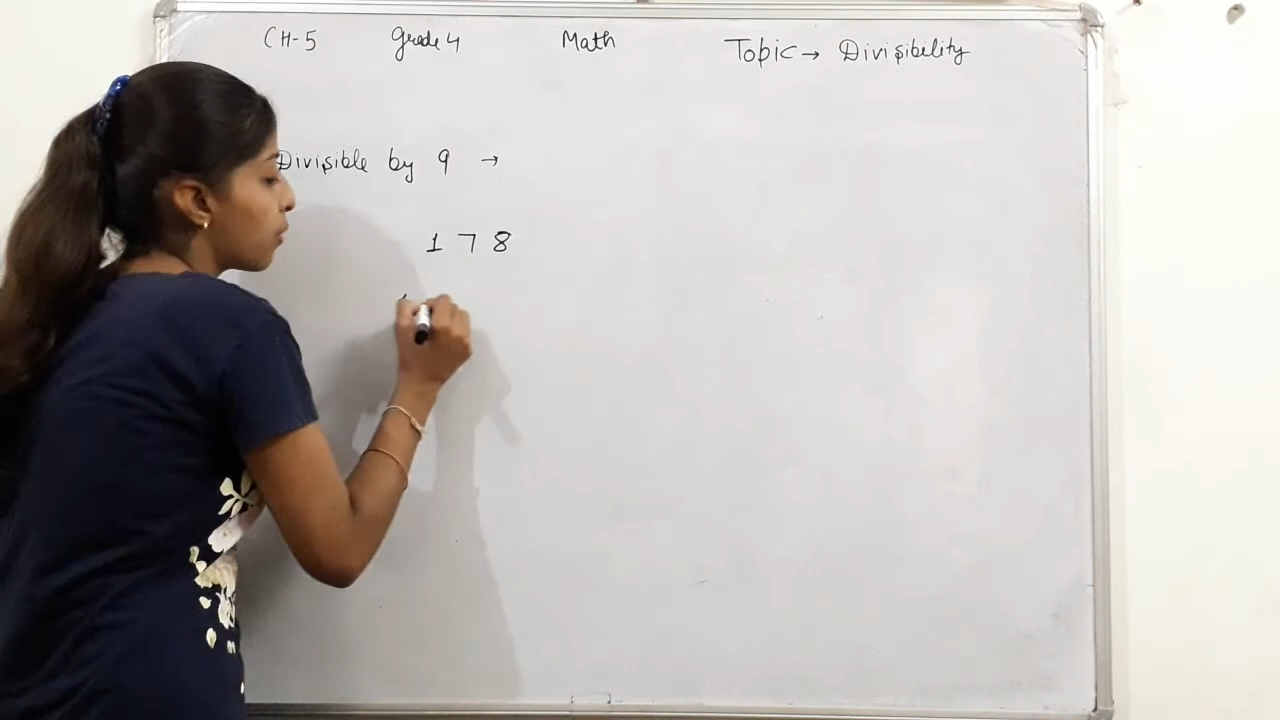 CH-5 Grade 4 Math Topic → Divisibility
Divisible by 9 →
1 7 8